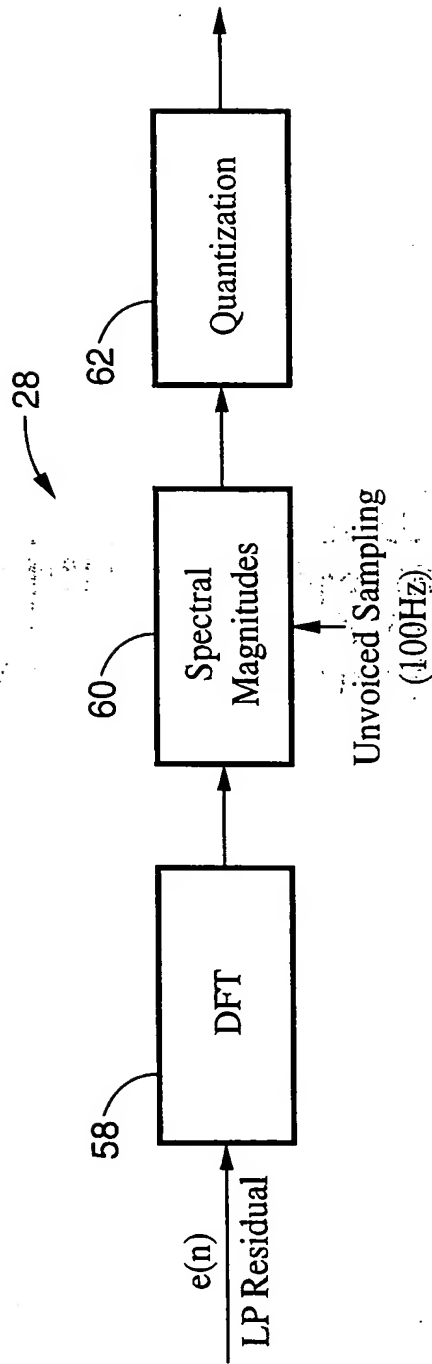 28
58
60
62
e(n)
LP Residual
DFT
Spectral
Magnitudes
Quantization
Unvoiced Sampling
(100Hz)